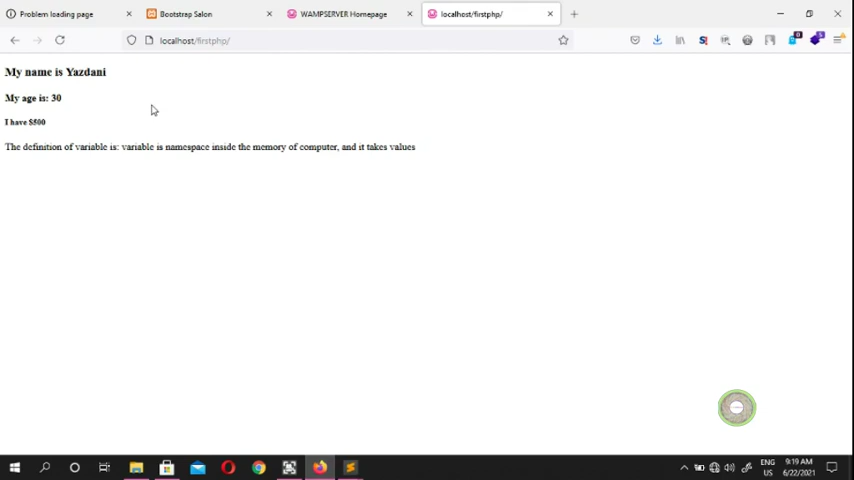 Problem loading page
Bootstrap Salon
WAMPSERVER Homepage
localhost/firstphp/
localhost/firstphp/
My name is Yazdani
My age is: 30
I have $500
The definition of variable is: variable is namespace inside the memory of computer, and it takes values
ENG
US
9:19 AM
6/22/2021